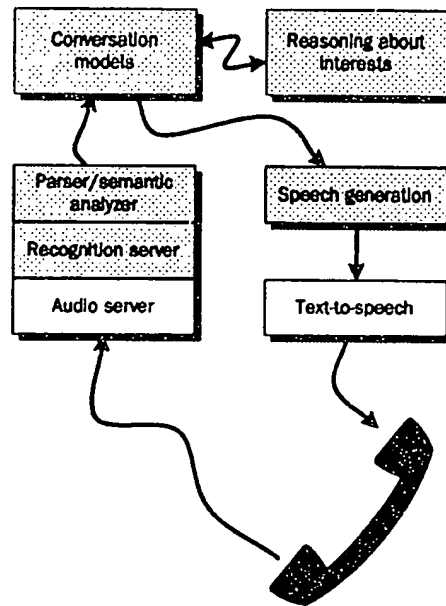 Conversation
models
Reasoning about
interests
Parser/semantic
analyzer
Recognition server
Audio server
Speech generation
Text-to-speech